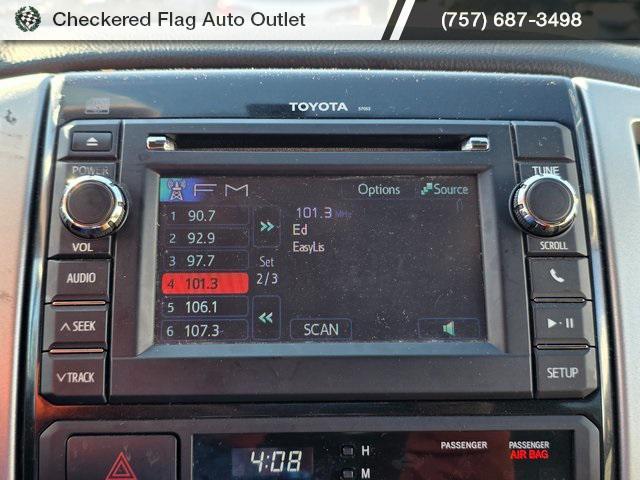 Checkered Flag Auto Outlet
(757) 687-3498
TOYOTA 57053
POWER
VOL
TUNE
SCROLL
FM
Options
Source
1 90.7
2 92.9
3 97.7
4 101.3
5 106.1
6 107.3
Set
2/3
101.3 MHz
Ed
EasyLis
SCAN
AUDIO
SEEK
TRACK
SETUP
4:08
H
M
PASSENGER
PASSENGER
AIR BAG